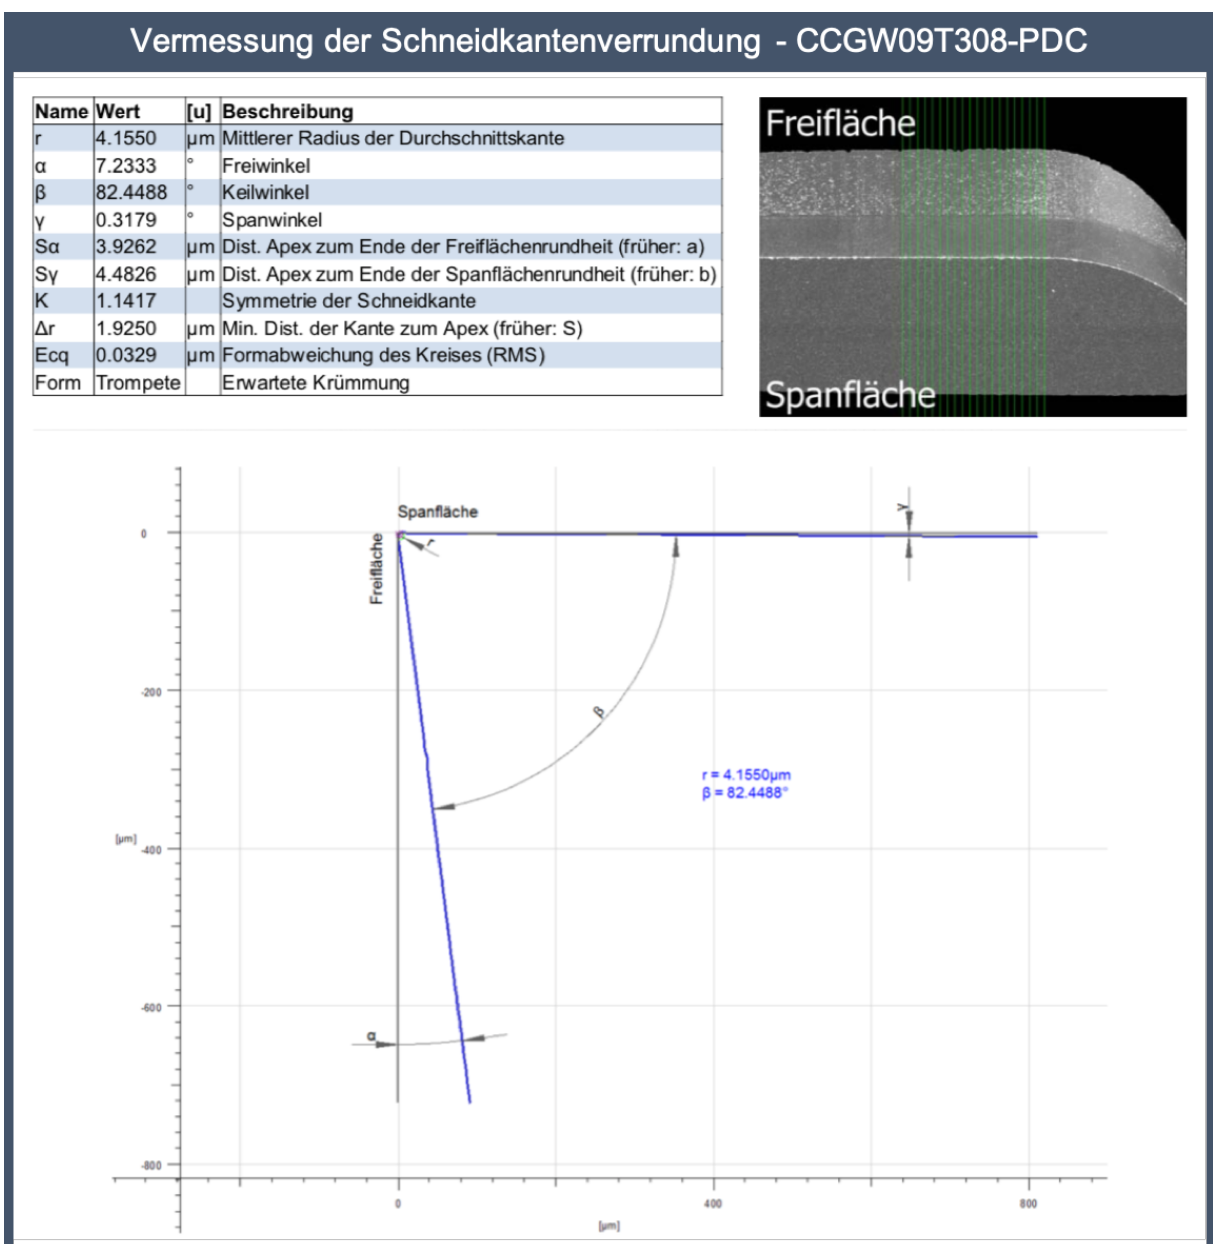 Vermessung der Schneidkantenverrundung - CCGW09T308-PDC
Name Wert [u] Beschreibung
r 4.1550 µm Mittlerer Radius der Durchschnittskante
α 7.2333 ° Freiwinkel
β 82.4488 ° Keilwinkel
γ 0.3179 ° Spanwinkel
Sα 3.9262 µm Dist. Apex zum Ende der Freiflächenrundheit (früher: a)
Sγ 4.4826 µm Dist. Apex zum Ende der Spanflächenrundheit (früher: b)
K 1.1417 Symmetrie der Schneidkante
Δr 1.9250 µm Min. Dist. der Kante zum Apex (früher: S)
Ecq 0.0329 µm Formabweichung des Kreises (RMS)
Form Trompete Erwartete Krümmung
Freifläche
Spanfläche
Spanfläche
γ
0
Freifläche
r
-200
β
r = 4.1550µm
β = 82.4488°
[µm]
-400
-600
α
-800
0 400 800
[µm]